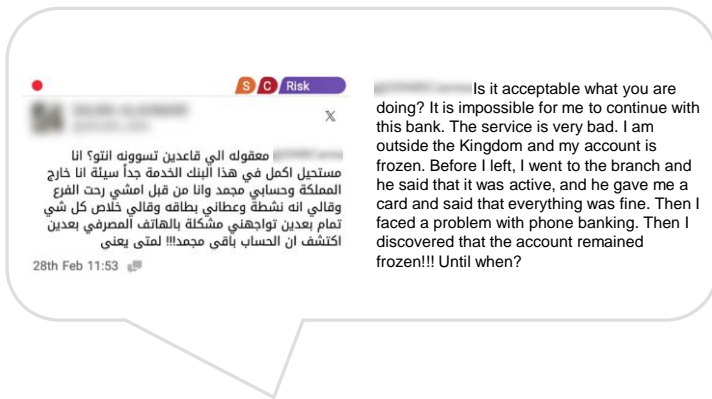 S C Risk
معقوله الي قاعدين تسوونه انتو؟ انا
مستحيل اكمل في هذا البنك الخدمة جداً سيئة انا خارج
المملكة وحسابي مجمد وانا من قبل امشي رحت الفرع
وقالي انه نشطة وعطاني بطاقه وقالي خلاص كل شي
تمام بعدين تواجهني مشكلة بالهاتف المصرفي بعدين
اكتشف ان الحساب باقي مجمد!!! لمتى يعني
28th Feb 11:53
Is it acceptable what you are
doing? It is impossible for me to continue with
this bank. The service is very bad. I am
outside the Kingdom and my account is
frozen. Before I left, I went to the branch and
he said that it was active, and he gave me a
card and said that everything was fine. Then I
faced a problem with phone banking. Then I
discovered that the account remained
frozen!!! Until when?